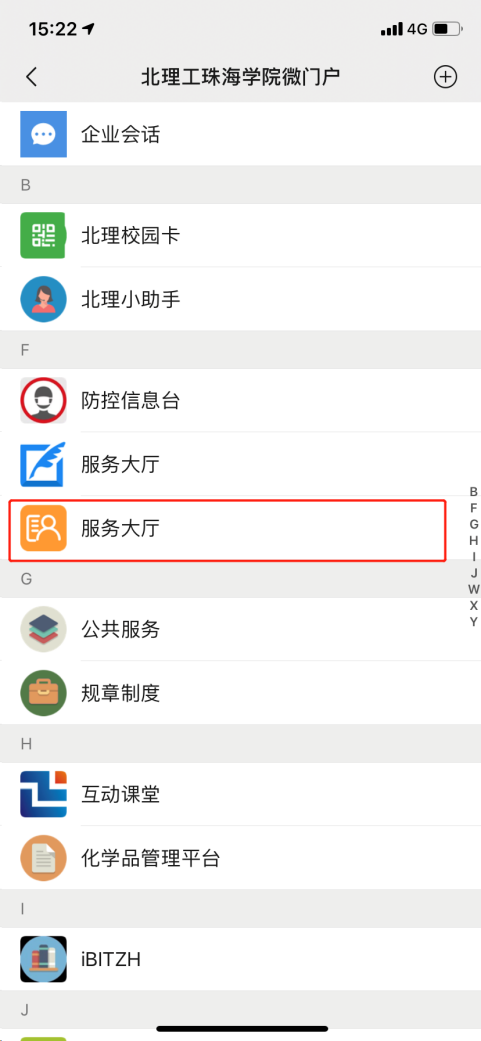 15:22
4G
北理工珠海学院微门户
企业会话
B
北理校园卡
北理小助手
F
防控信息台
服务大厅
服务大厅
G
公共服务
规章制度
H
互动课堂
化学品管理平台
I
iBITZH
J
B
F
G
H
I
J
W
X
Y